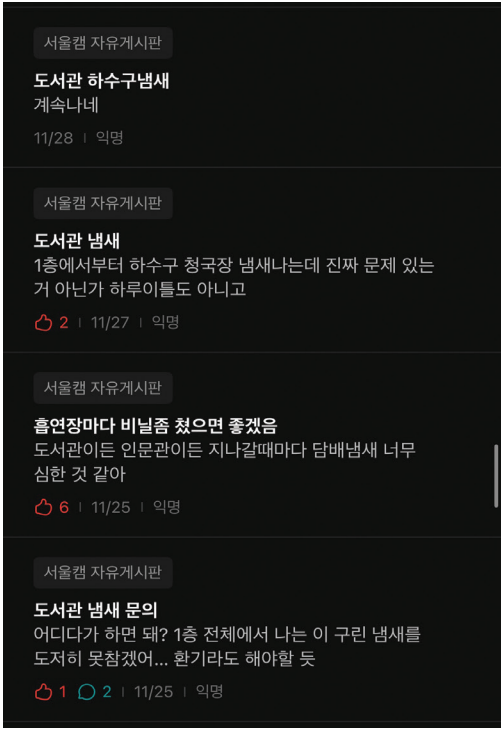 서울캠 자유게시판
도서관 하수구냄새
계속나네
11/28 | 익명
서울캠 자유게시판
도서관 냄새
1층에서부터 하수구 청국장 냄새나는데 진짜 문제 있는
거 아닌가 하루이틀도 아니고
2 | 11/27 | 익명
서울캠 자유게시판
흡연장마다 비닐좀 쳤으면 좋겠음
도서관이든 인문관이든 지나갈때마다 담배냄새 너무
심한 것 같아
6 | 11/25 | 익명
서울캠 자유게시판
도서관 냄새 문의
어디다가 하면 돼? 1층 전체에서 나는 이 구린 냄새를
도저히 못참겠어... 환기라도 해야할 듯
1 2 | 11/25 | 익명